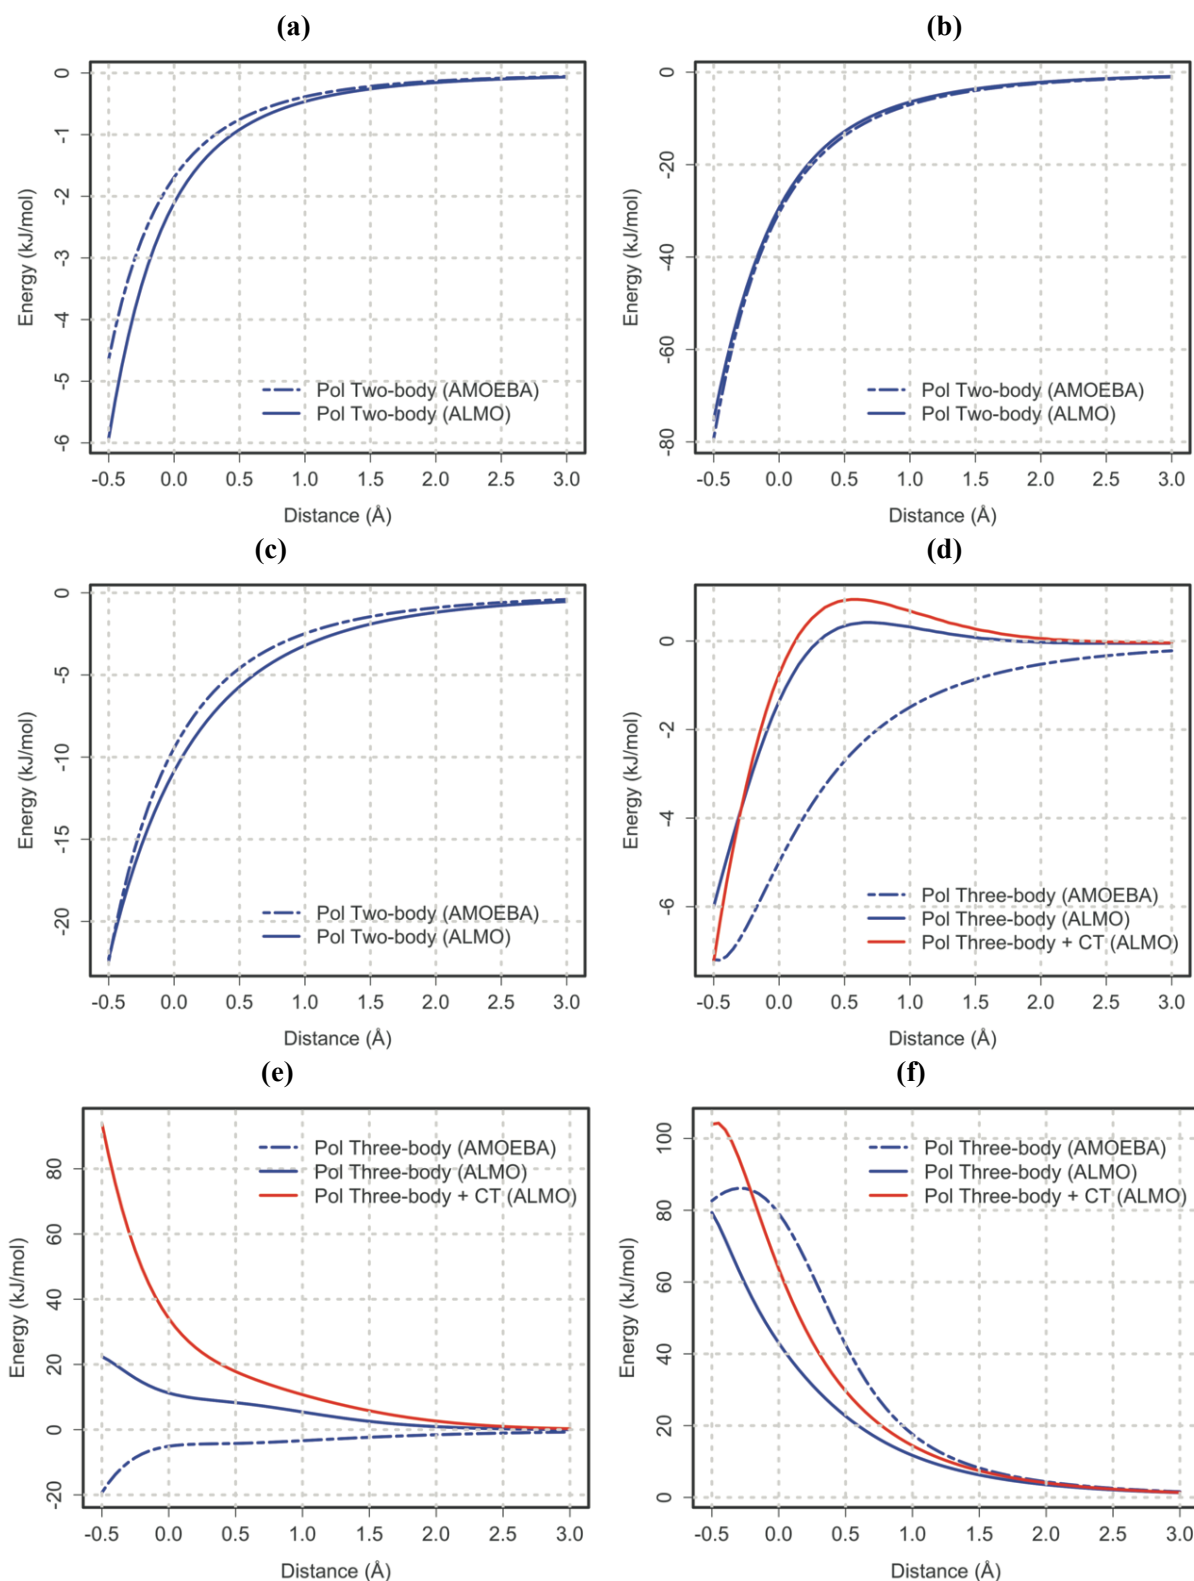 (a)
0
-1
-2
-3
-4
-5
-6
Energy (kJ/mol)
Pol Two-body (AMOEBA)
Pol Two-body (ALMO)
-0.5 0.0 0.5 1.0 1.5 2.0 2.5 3.0
Distance (Å)
(b)
0
-20
-40
-60
-80
Energy (kJ/mol)
Pol Two-body (AMOEBA)
Pol Two-body (ALMO)
-0.5 0.0 0.5 1.0 1.5 2.0 2.5 3.0
Distance (Å)
(c)
0
-5
-10
-15
-20
Energy (kJ/mol)
Pol Two-body (AMOEBA)
Pol Two-body (ALMO)
-0.5 0.0 0.5 1.0 1.5 2.0 2.5 3.0
Distance (Å)
(d)
0
-2
-4
-6
Energy (kJ/mol)
Pol Three-body (AMOEBA)
Pol Three-body (ALMO)
Pol Three-body + CT (ALMO)
-0.5 0.0 0.5 1.0 1.5 2.0 2.5 3.0
Distance (Å)
(e)
80
60
40
20
0
-20
Energy (kJ/mol)
Pol Three-body (AMOEBA)
Pol Three-body (ALMO)
Pol Three-body + CT (ALMO)
-0.5 0.0 0.5 1.0 1.5 2.0 2.5 3.0
Distance (Å)
(f)
100
80
60
40
20
0
Energy (kJ/mol)
Pol Three-body (AMOEBA)
Pol Three-body (ALMO)
Pol Three-body + CT (ALMO)
-0.5 0.0 0.5 1.0 1.5 2.0 2.5 3.0
Distance (Å)